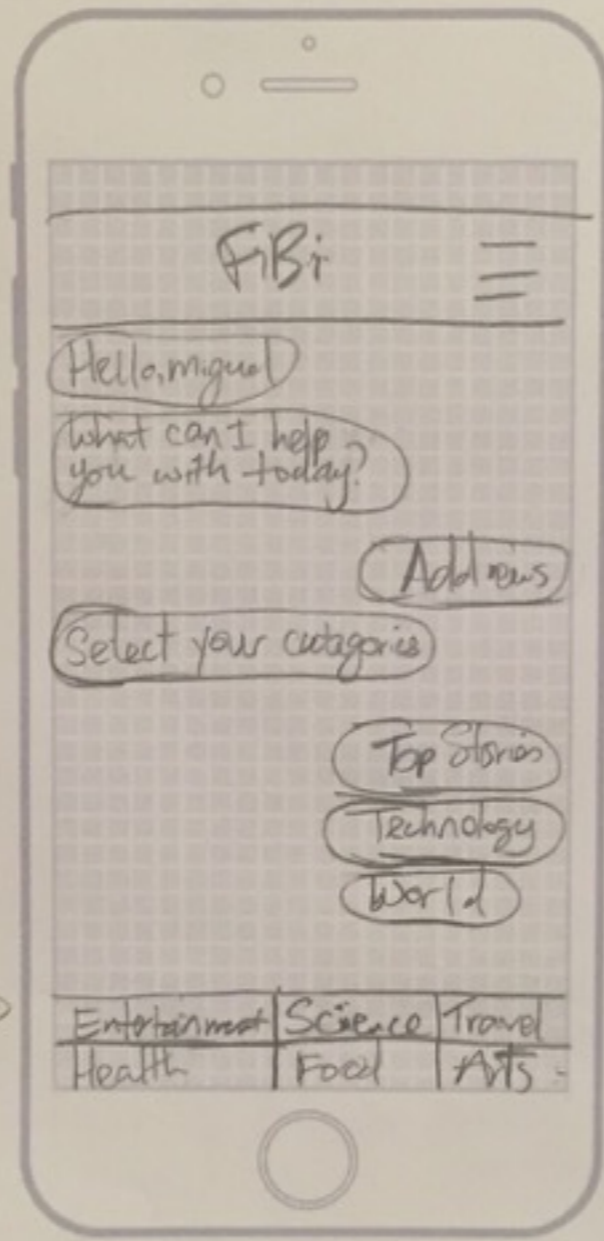 FiBi
Hello, miguel
What can I help
you with today?
Add news
Select your catagories
Top Stories
Technology
World
Entertainment Science Travel
Health Food Arts